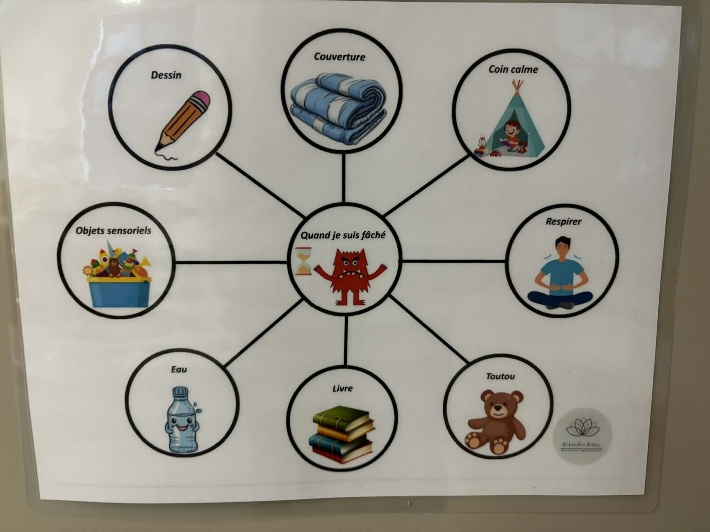 Dessin
Couverture
Coin calme
Objets sensoriels
Quand je suis fâché
Respirer
Eau
Livre
Toutou